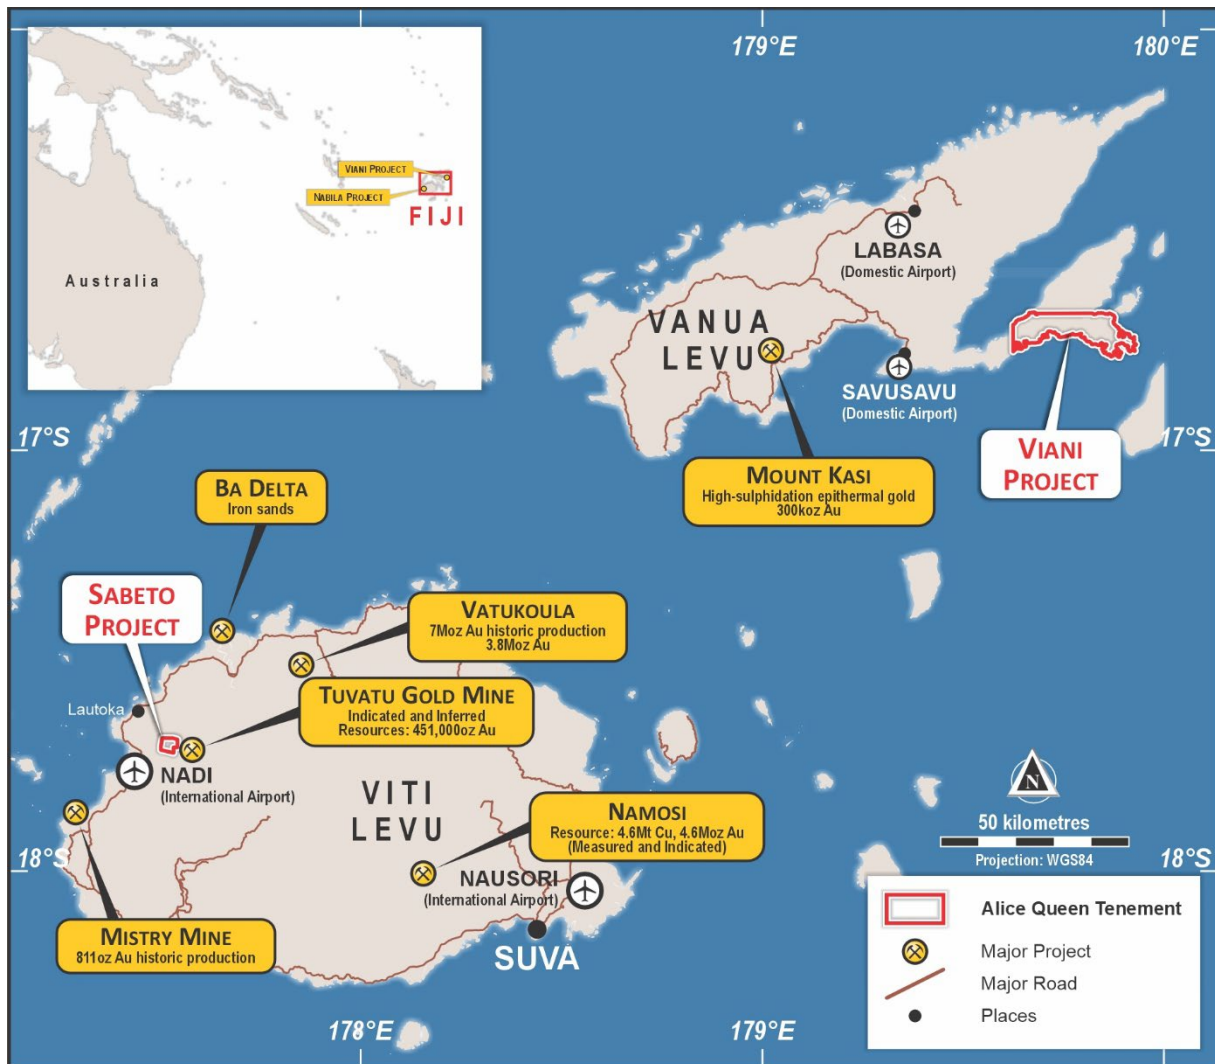 179°E
180°E
VIANI PROJECT
NABILA PROJECT
FIJI
Australia
LABASA
(Domestic Airport)
VANUA
LEVU
SAVUSAVU
(Domestic Airport)
17°S
17°S
VIANI
PROJECT
MOUNT KASI
High-sulphidation epithermal gold
300koz Au
BA DELTA
Iron sands
SABETO
PROJECT
VATUKOULA
7Moz Au historic production
3.8Moz Au
TUVATU GOLD MINE
Indicated and Inferred
Resources: 451,000oz Au
Lautoka
NADI
(International Airport)
VITI
LEVU
NAMOSI
Resource: 4.6Mt Cu, 4.6Moz Au
(Measured and Indicated)
N
50 kilometres
Projection: WGS84
18°S
18°S
NAUSORI
(International Airport)
MISTRY MINE
811oz Au historic production
SUVA
Alice Queen Tenement
Major Project
Major Road
Places
178°E
179°E